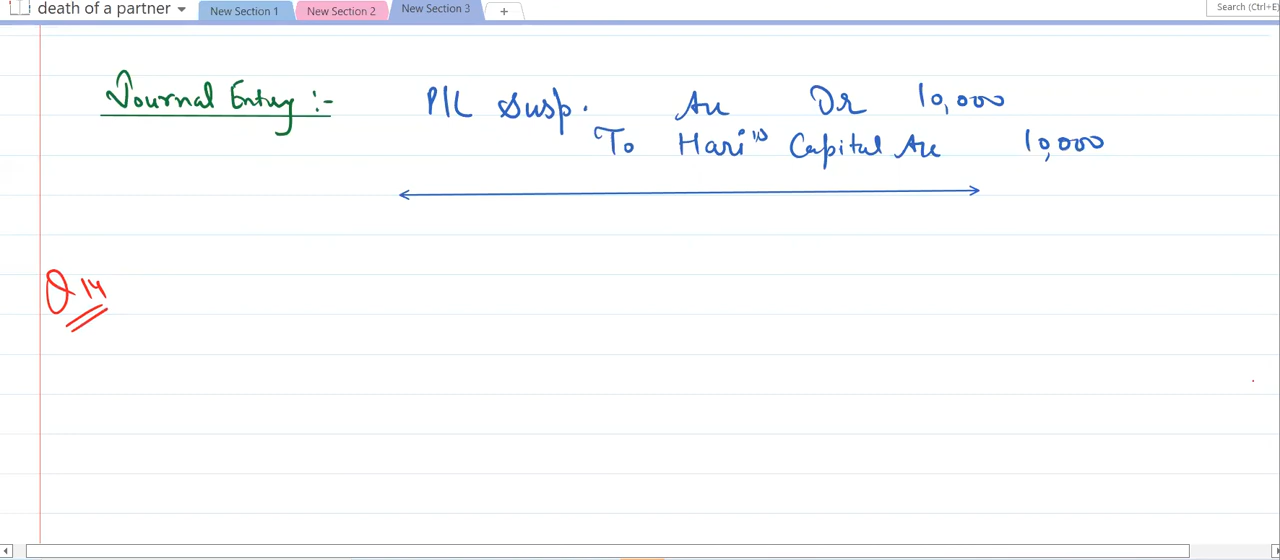 death of a partner New Section 1 New Section 2 New Section 3 + Search (Ctrl+E)
Journal Entry :- P/L Susp. A/c Dr 10,000
To Hari's Capital A/c 10,000
Q 14